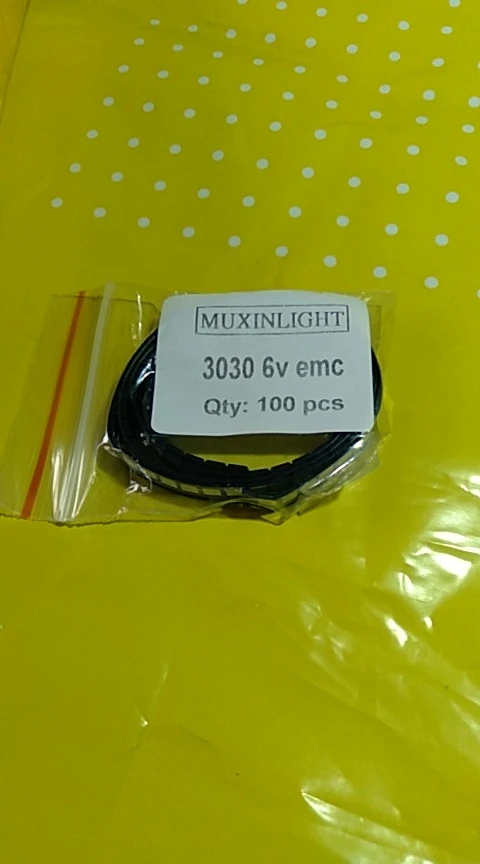 MUXINLIGHT
3030 6v emc
Qty: 100 pcs